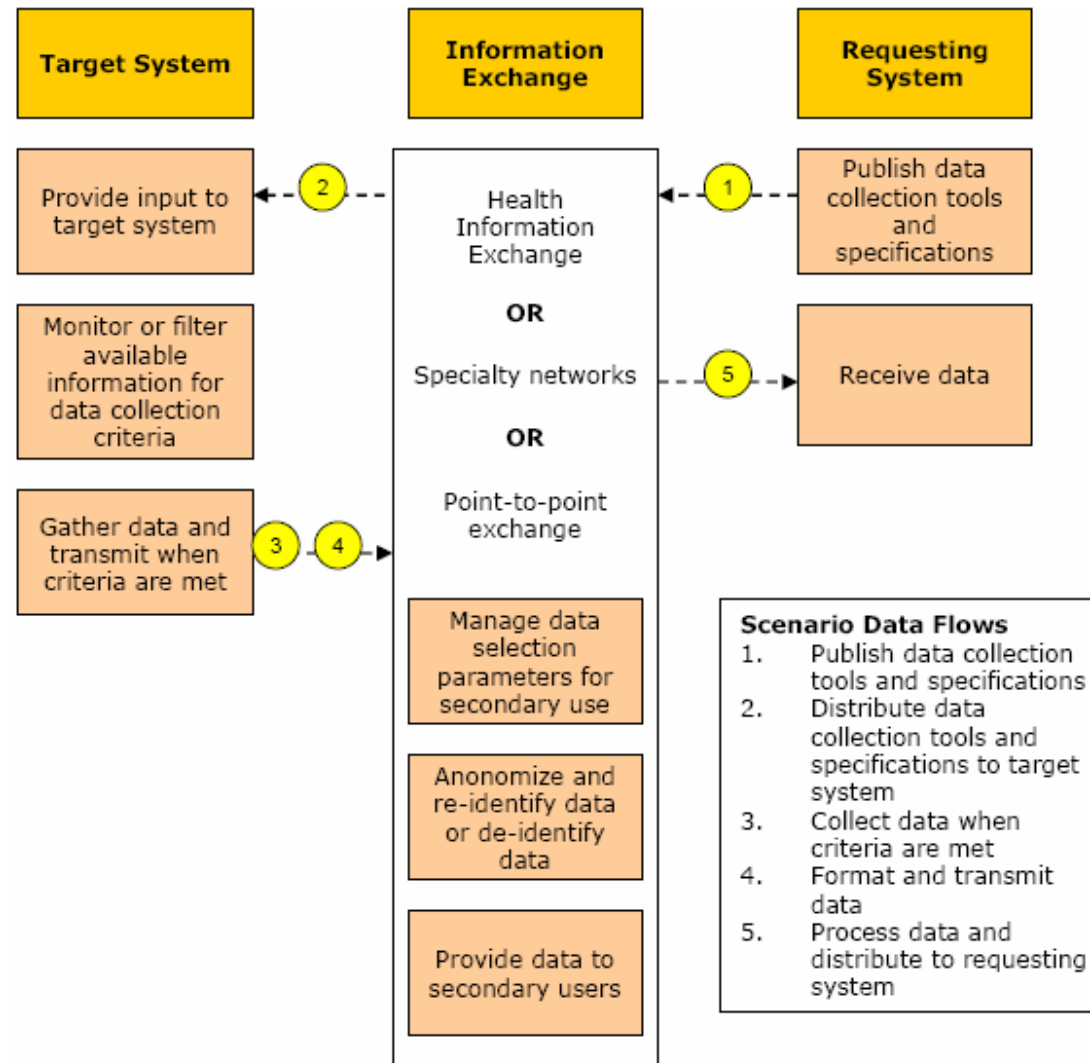 Target System
Information
Exchange
Requesting
System
Provide input to
target system
2
Health
Information
Exchange
1
Publish data
collection tools
and
specifications
Monitor or filter
available
information for
data collection
criteria
OR
Specialty networks
5
Receive data
OR
Point-to-point
exchange
Gather data and
transmit when
criteria are met
3
4
Manage data
selection
parameters for
secondary use
Anonomize and
re-identify data
or de-identify
data
Provide data to
secondary users
Scenario Data Flows
1. Publish data collection
tools and specifications
2. Distribute data
collection tools and
specifications to target
system
3. Collect data when
criteria are met
4. Format and transmit
data
5. Process data and
distribute to requesting
system